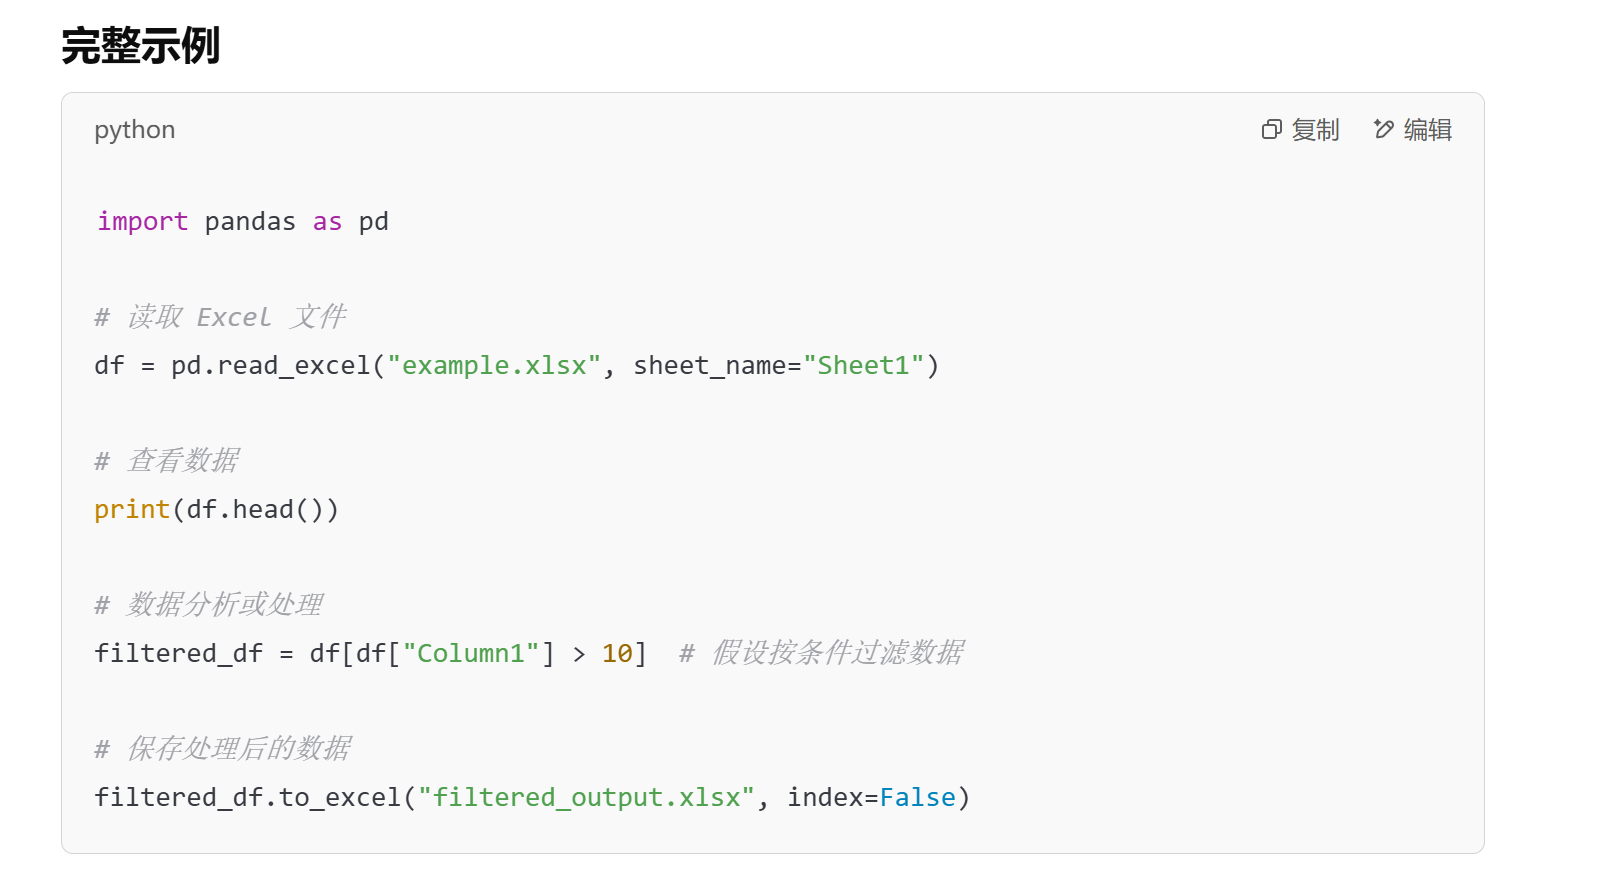 完整示例
python 复制 编辑
import pandas as pd
# 读取 Excel 文件
df = pd.read_excel("example.xlsx", sheet_name="Sheet1")
# 查看数据
print(df.head())
# 数据分析或处理
filtered_df = df[df["Column1"] > 10]  # 假设按条件过滤数据
# 保存处理后的数据
filtered_df.to_excel("filtered_output.xlsx", index=False)